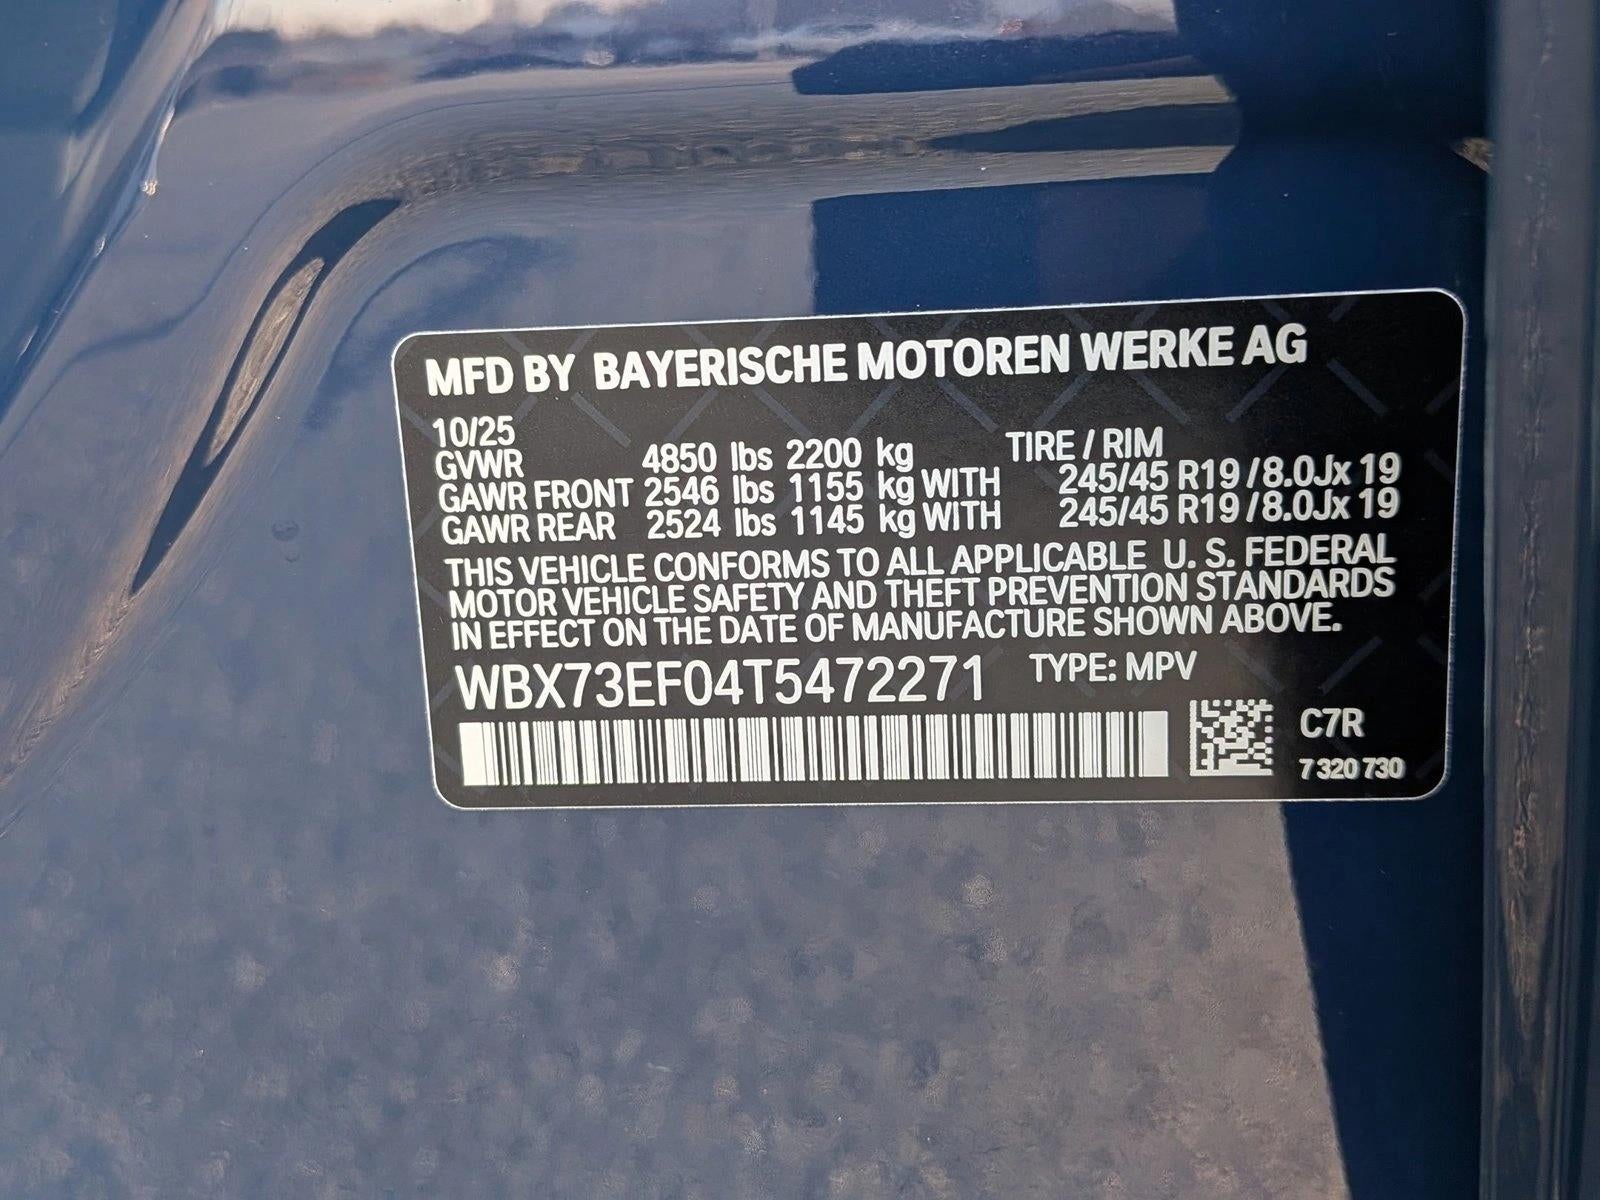 MFD BY BAYERISCHE MOTOREN WERKE AG
10/25
GVWR 4850 lbs 2200 kg TIRE / RIM
GAWR FRONT 2546 lbs 1155 kg WITH 245/45 R19 /8.0Jx 19
GAWR REAR 2524 lbs 1145 kg WITH 245/45 R19 /8.0Jx 19
THIS VEHICLE CONFORMS TO ALL APPLICABLE U. S. FEDERAL
MOTOR VEHICLE SAFETY AND THEFT PREVENTION STANDARDS
IN EFFECT ON THE DATE OF MANUFACTURE SHOWN ABOVE.
WBX73EF04T5472271 TYPE: MPV
C7R
7 320 730